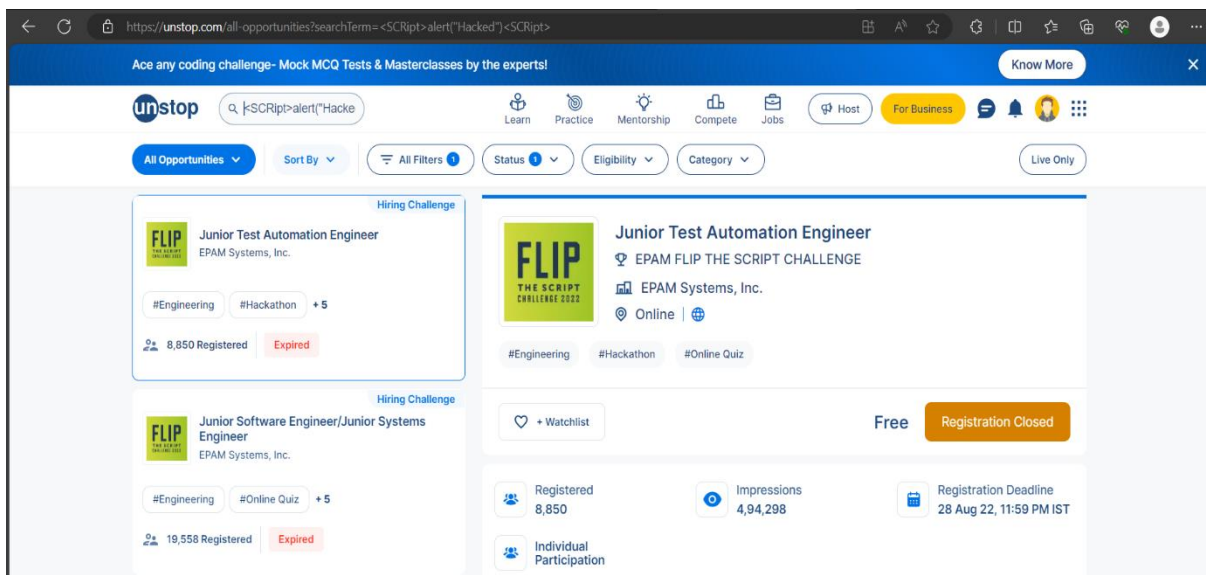 https://unstop.com/all-opportunities?searchTerm=<SCRipt>alert("Hacked")<SCRipt>
Ace any coding challenge- Mock MCQ Tests & Masterclasses by the experts!
Know More
unstop
<SCRipt>alert("Hacke
Learn
Practice
Mentorship
Compete
Jobs
Host
For Business
All Opportunities
Sort By
All Filters 1
Status 1
Eligibility
Category
Live Only
Hiring Challenge
FLIP
THE SCRIPT
CHALLENGE 2022
Junior Test Automation Engineer
EPAM Systems, Inc.
#Engineering
#Hackathon
+ 5
8,850 Registered
Expired
Hiring Challenge
FLIP
THE SCRIPT
CHALLENGE 2022
Junior Software Engineer/Junior Systems
Engineer
EPAM Systems, Inc.
#Engineering
#Online Quiz
+ 5
19,558 Registered
Expired
FLIP
THE SCRIPT
CHALLENGE 2022
Junior Test Automation Engineer
EPAM FLIP THE SCRIPT CHALLENGE
EPAM Systems, Inc.
Online
#Engineering
#Hackathon
#Online Quiz
+ Watchlist
Free
Registration Closed
Registered
8,850
Impressions
4,94,298
Registration Deadline
28 Aug 22, 11:59 PM IST
Individual
Participation